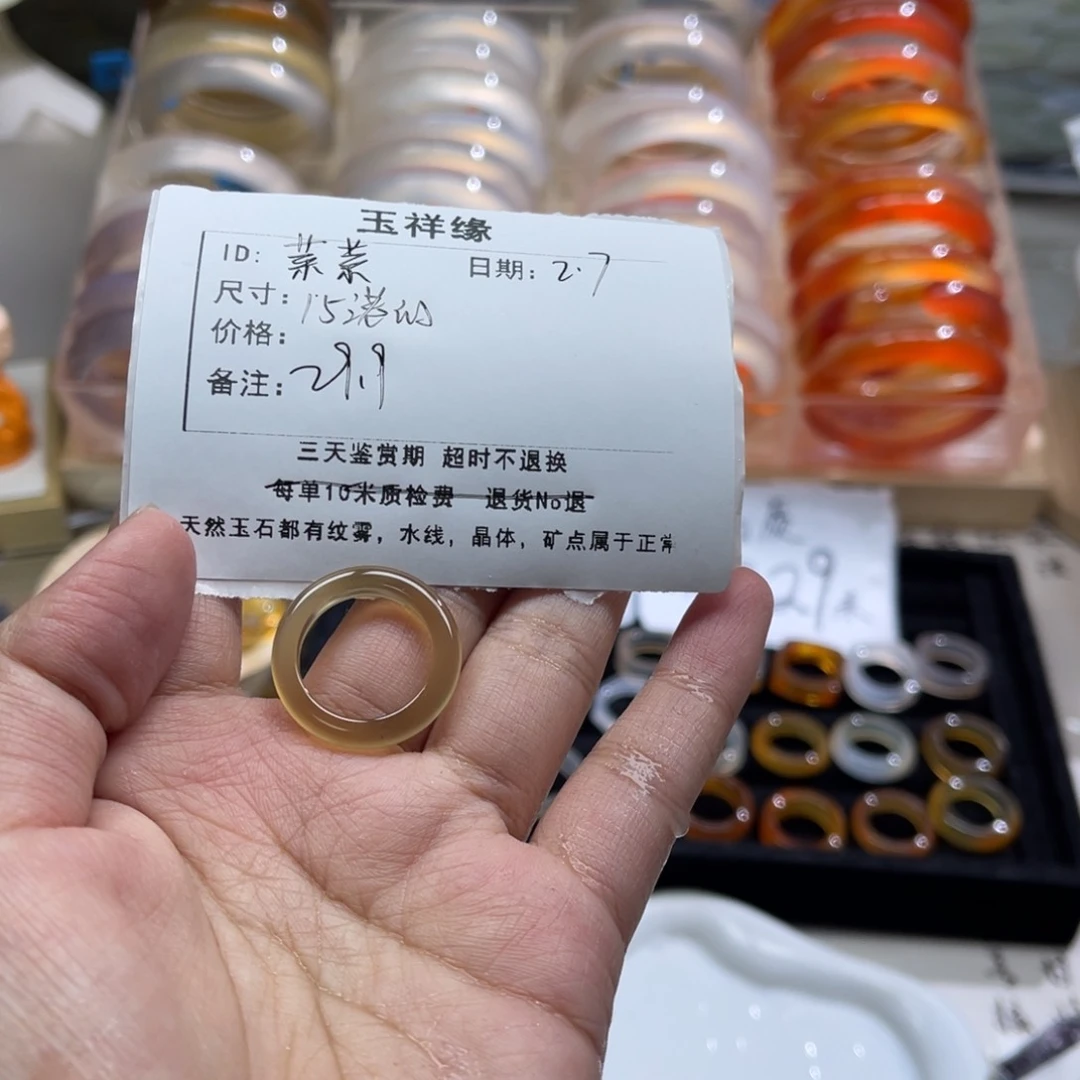 玉祥缘
ID: 菜菜 日期: 2.7
尺寸: 15港的
价格:
备注: 29.9
三天鉴赏期 超时不退换
每单10米质检费 退货No退
天然玉石都有纹雾，水线，晶体，矿点属于正常
29